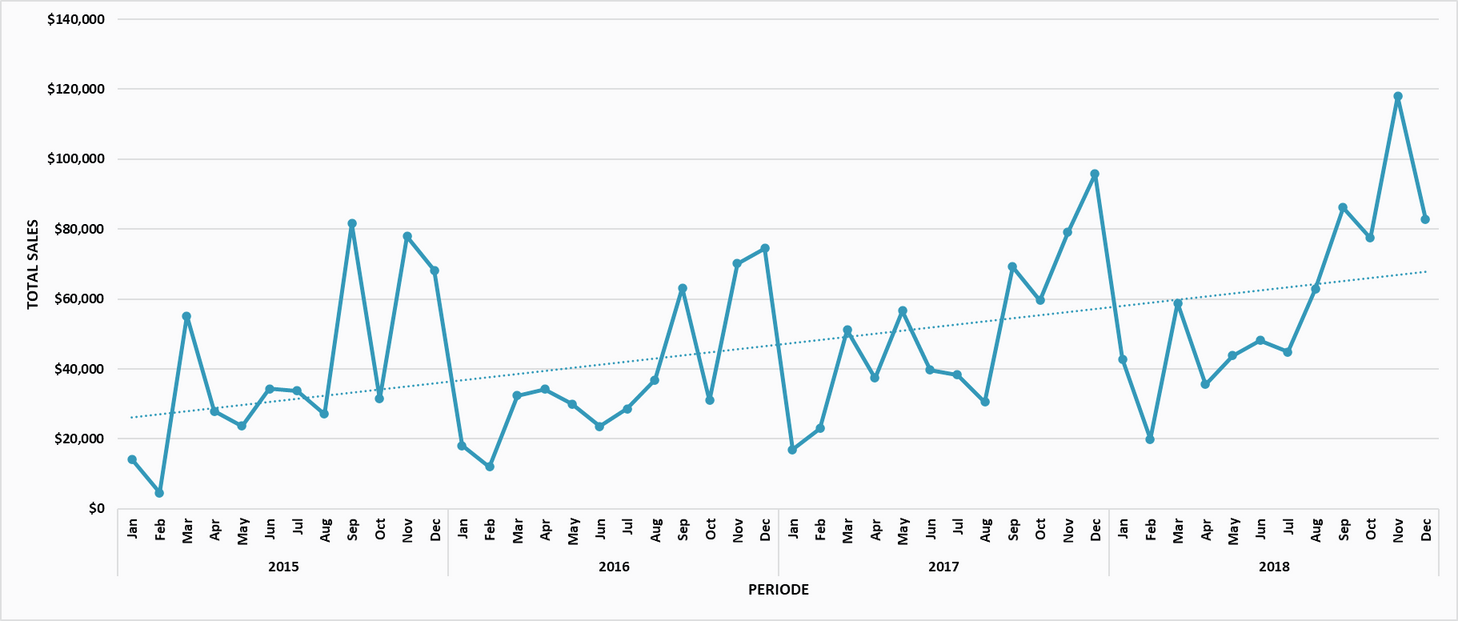 $140,000
$120,000
$100,000
$80,000
$60,000
$40,000
$20,000
$0
TOTAL SALES
Jan Feb Mar Apr May Jun Jul Aug Sep Oct Nov Dec Jan Feb Mar Apr May Jun Jul Aug Sep Oct Nov Dec Jan Feb Mar Apr May Jun Jul Aug Sep Oct Nov Dec Jan Feb Mar Apr May Jun Jul Aug Sep Oct Nov Dec
2015 2016 2017 2018
PERIODE